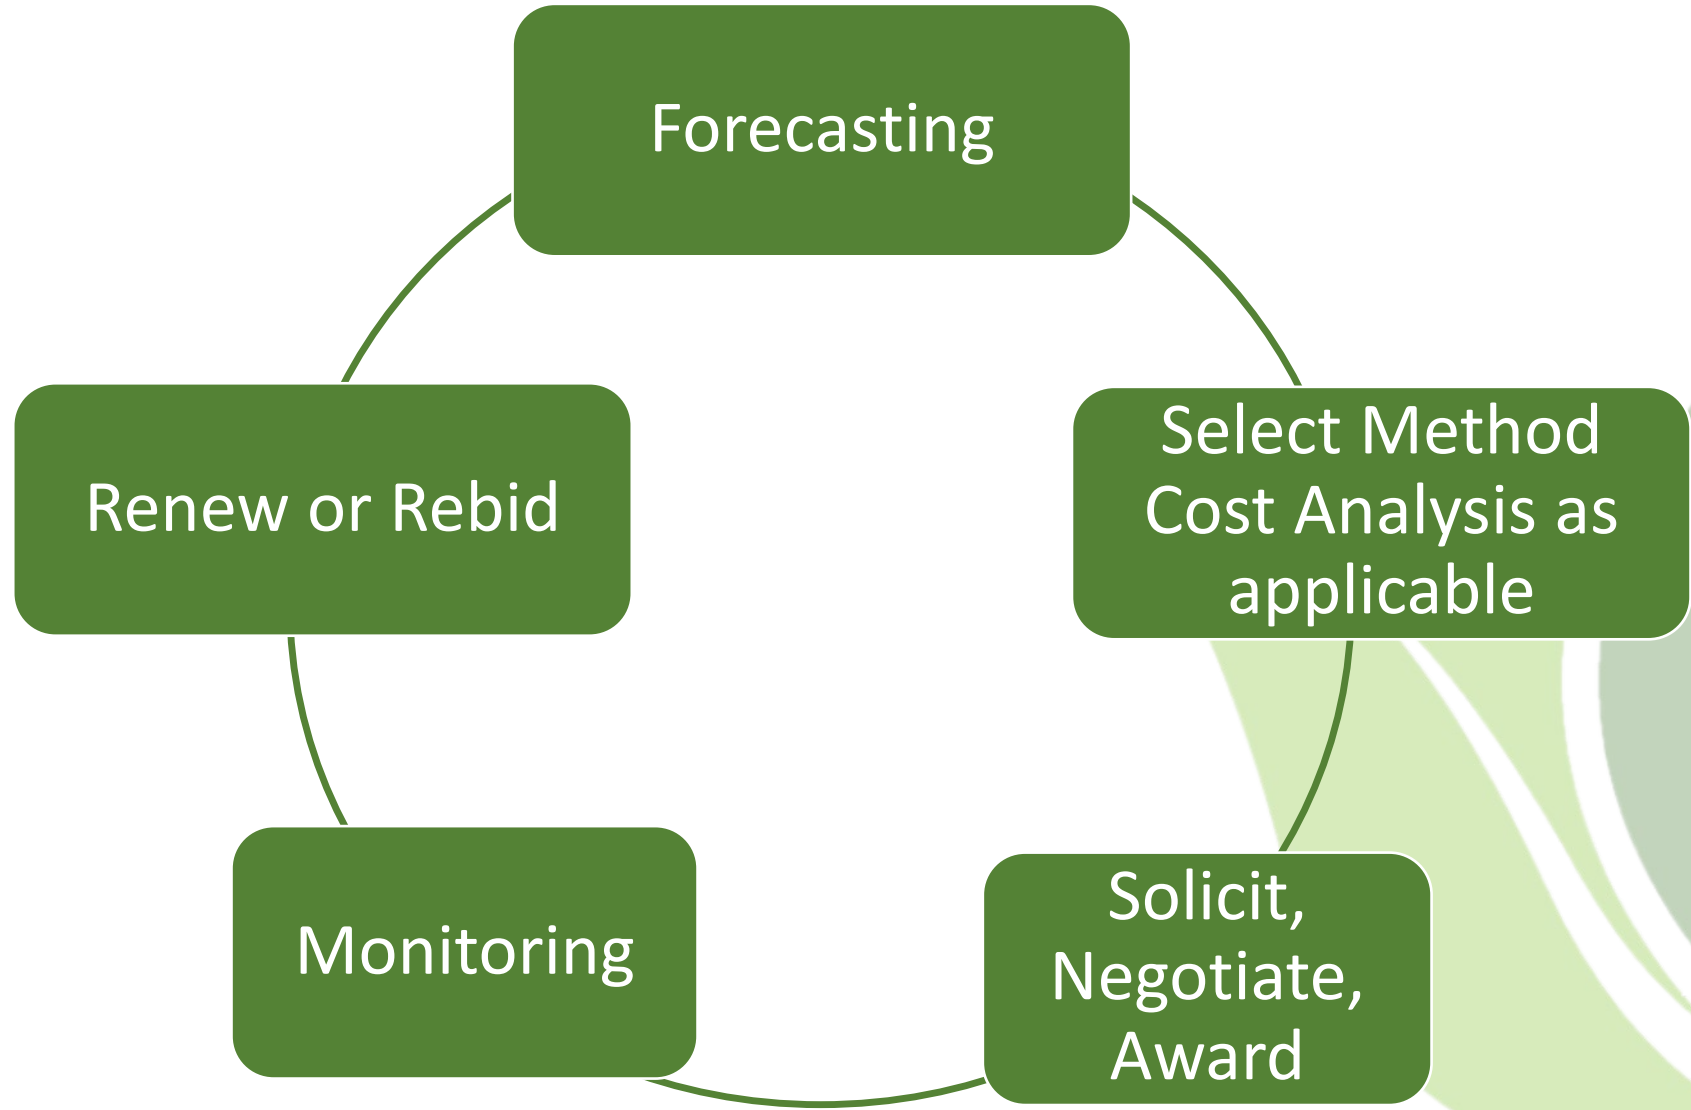 Forecasting
Select Method
Cost Analysis as
applicable
Solicit,
Negotiate,
Award
Monitoring
Renew or Rebid